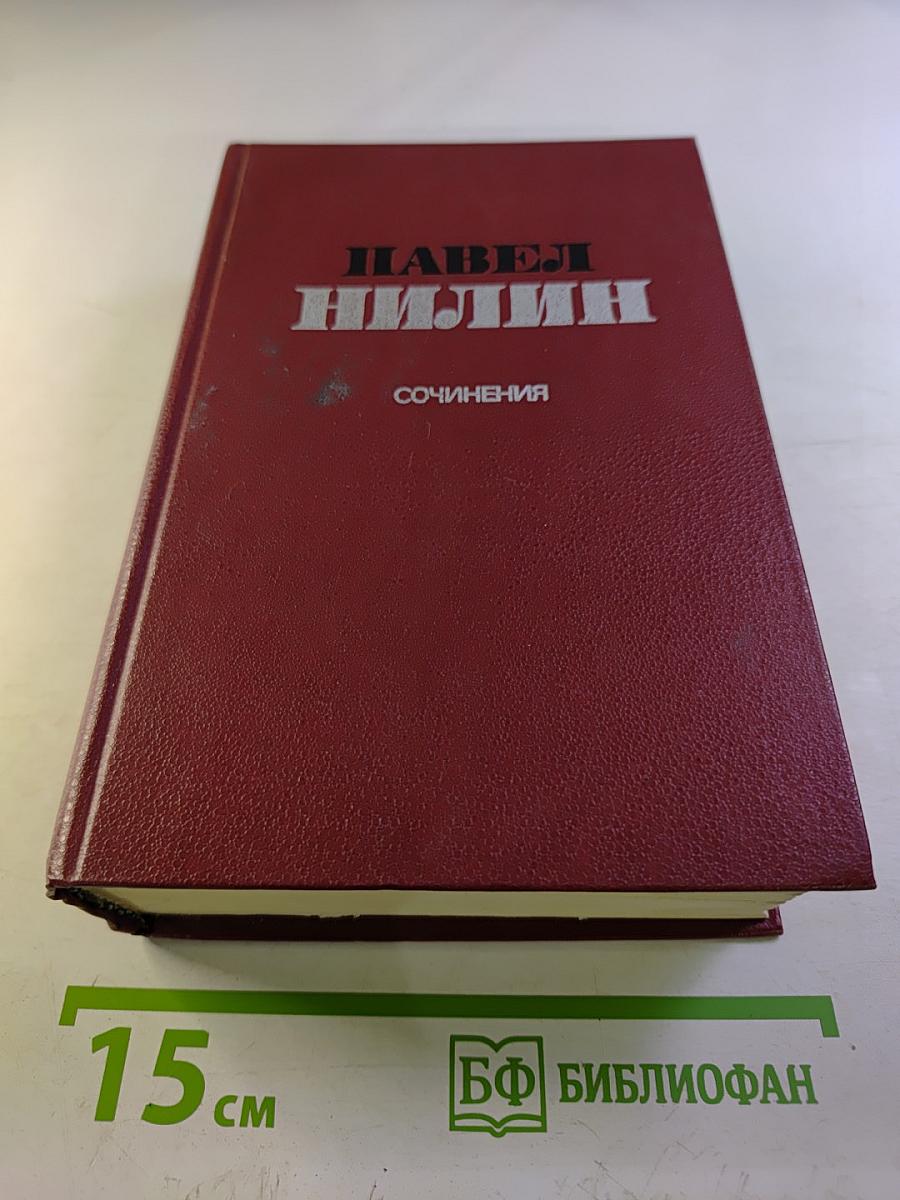 ПАВЕЛ
НИЛИН
СОЧИНЕНИЯ
15 см
БФ БИБЛИОФАН